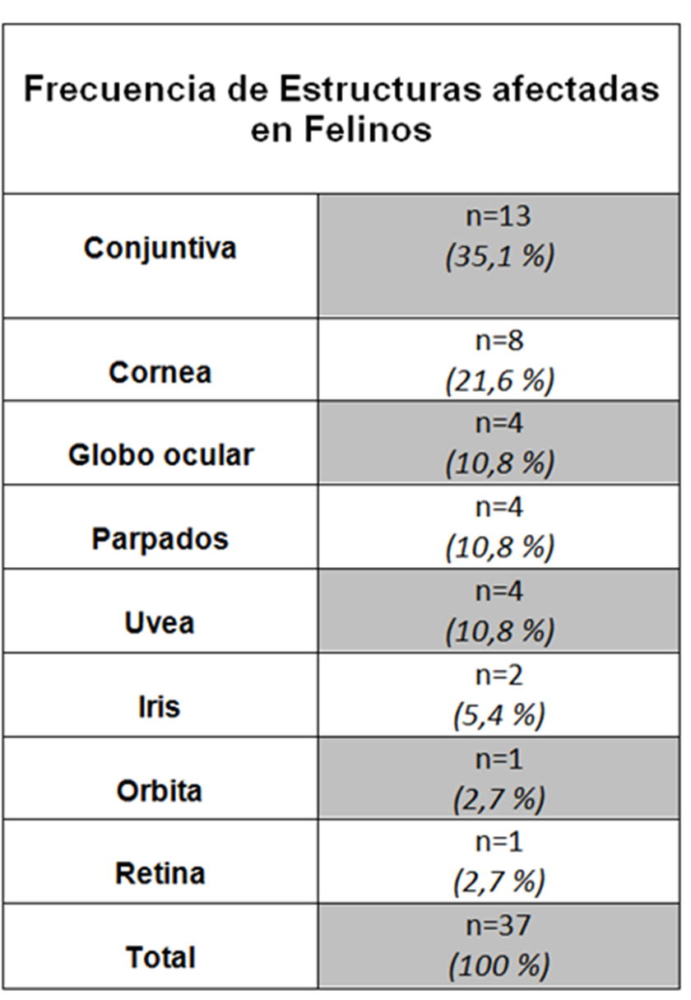 Frecuencia de Estructuras afectadas
en Felinos
Conjuntiva
n=13
(35,1 %)
Cornea
n=8
(21,6 %)
Globo ocular
n=4
(10,8 %)
Parpados
n=4
(10,8 %)
Uvea
n=4
(10,8 %)
Iris
n=2
(5,4 %)
Orbita
n=1
(2,7 %)
Retina
n=1
(2,7 %)
Total
n=37
(100 %)